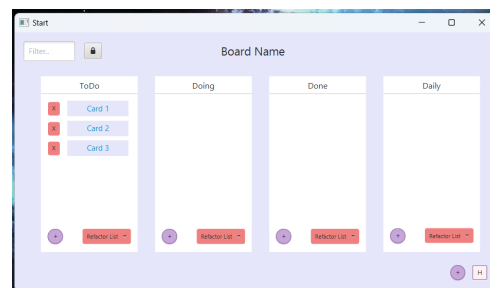 Start
Filter..
Board Name
ToDo
Doing
Done
Daily
X Card 1
X Card 2
X Card 3
+ Refactor List
+ Refactor List
+ Refactor List
+ Refactor List
+ H